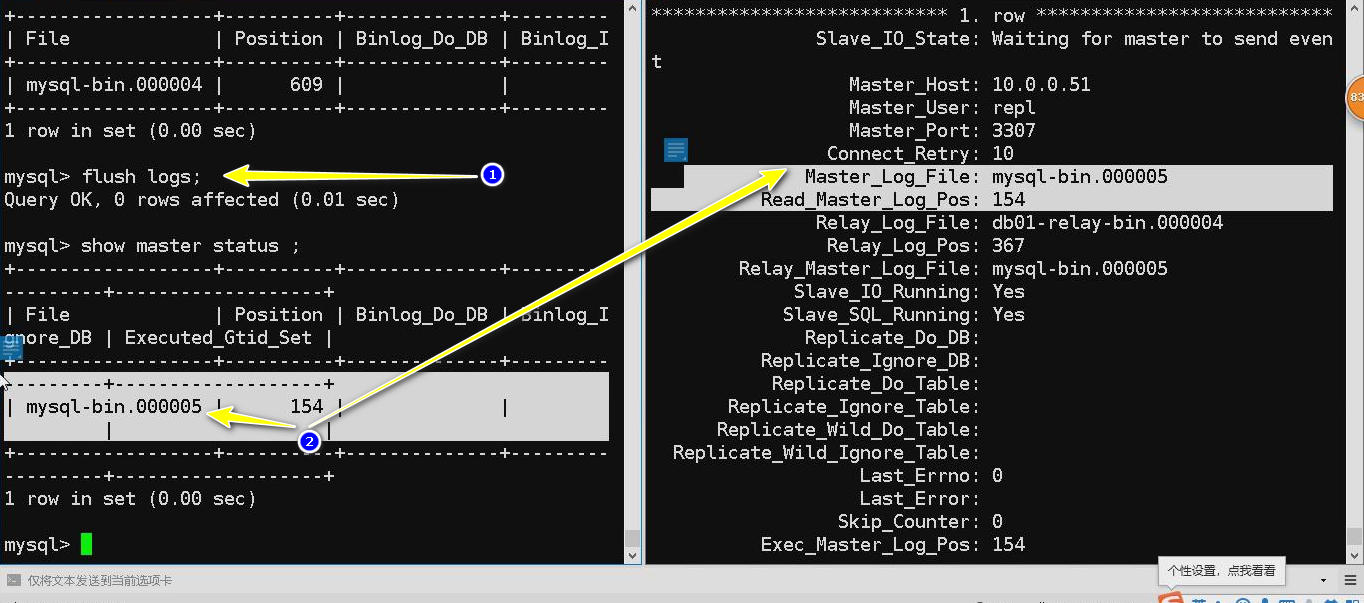 +------------------+----------+--------------+---------
| File             | Position | Binlog_Do_DB | Binlog_I
+------------------+----------+--------------+---------
| mysql-bin.000004 |      609 |              |
+------------------+----------+--------------+---------
1 row in set (0.00 sec)
mysql> flush logs;
Query OK, 0 rows affected (0.01 sec)
mysql> show master status ;
+------------------+----------+--------------+---------
---------+-------------------+
| File             | Position | Binlog_Do_DB | Binlog_I
gnore_DB | Executed_Gtid_Set |
+------------------+----------+--------------+---------
---------+-------------------+
| mysql-bin.000005 |      154 |              |
         |                   |
+------------------+----------+--------------+---------
---------+-------------------+
1 row in set (0.00 sec)
mysql>
1
2
*************************** 1. row ***************************
Slave_IO_State: Waiting for master to send even
t
Master_Host: 10.0.0.51
Master_User: repl
Master_Port: 3307
Connect_Retry: 10
Master_Log_File: mysql-bin.000005
Read_Master_Log_Pos: 154
Relay_Log_File: db01-relay-bin.000004
Relay_Log_Pos: 367
Relay_Master_Log_File: mysql-bin.000005
Slave_IO_Running: Yes
Slave_SQL_Running: Yes
Replicate_Do_DB:
Replicate_Ignore_DB:
Replicate_Do_Table:
Replicate_Ignore_Table:
Replicate_Wild_Do_Table:
Replicate_Wild_Ignore_Table:
Last_Errno: 0
Last_Error:
Skip_Counter: 0
Exec_Master_Log_Pos: 154
83
仅将文本发送到当前选项卡
个性设置，点我看看